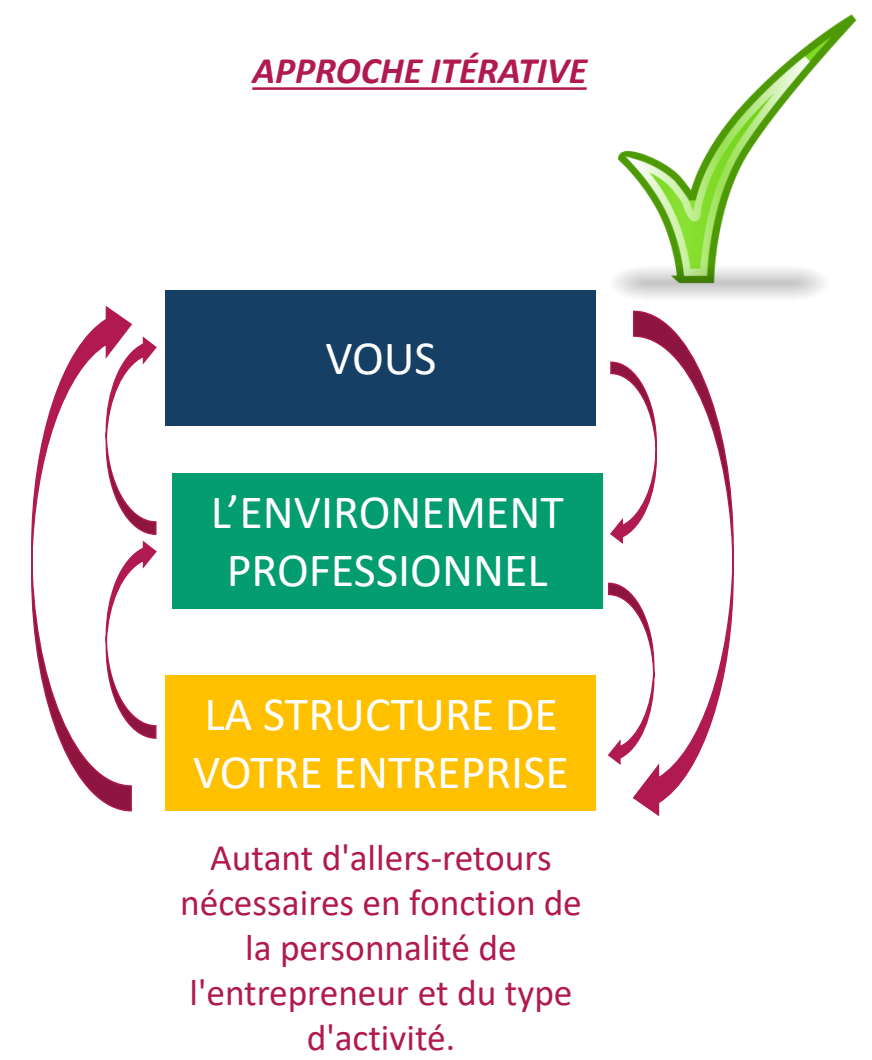 APPROCHE ITÉRATIVE
VOUS
L'ENVIRONEMENT
PROFESSIONNEL
LA STRUCTURE DE
VOTRE ENTREPRISE
Autant d'allers-retours
nécessaires en fonction de
la personnalité de
l'entrepreneur et du type
d'activité.